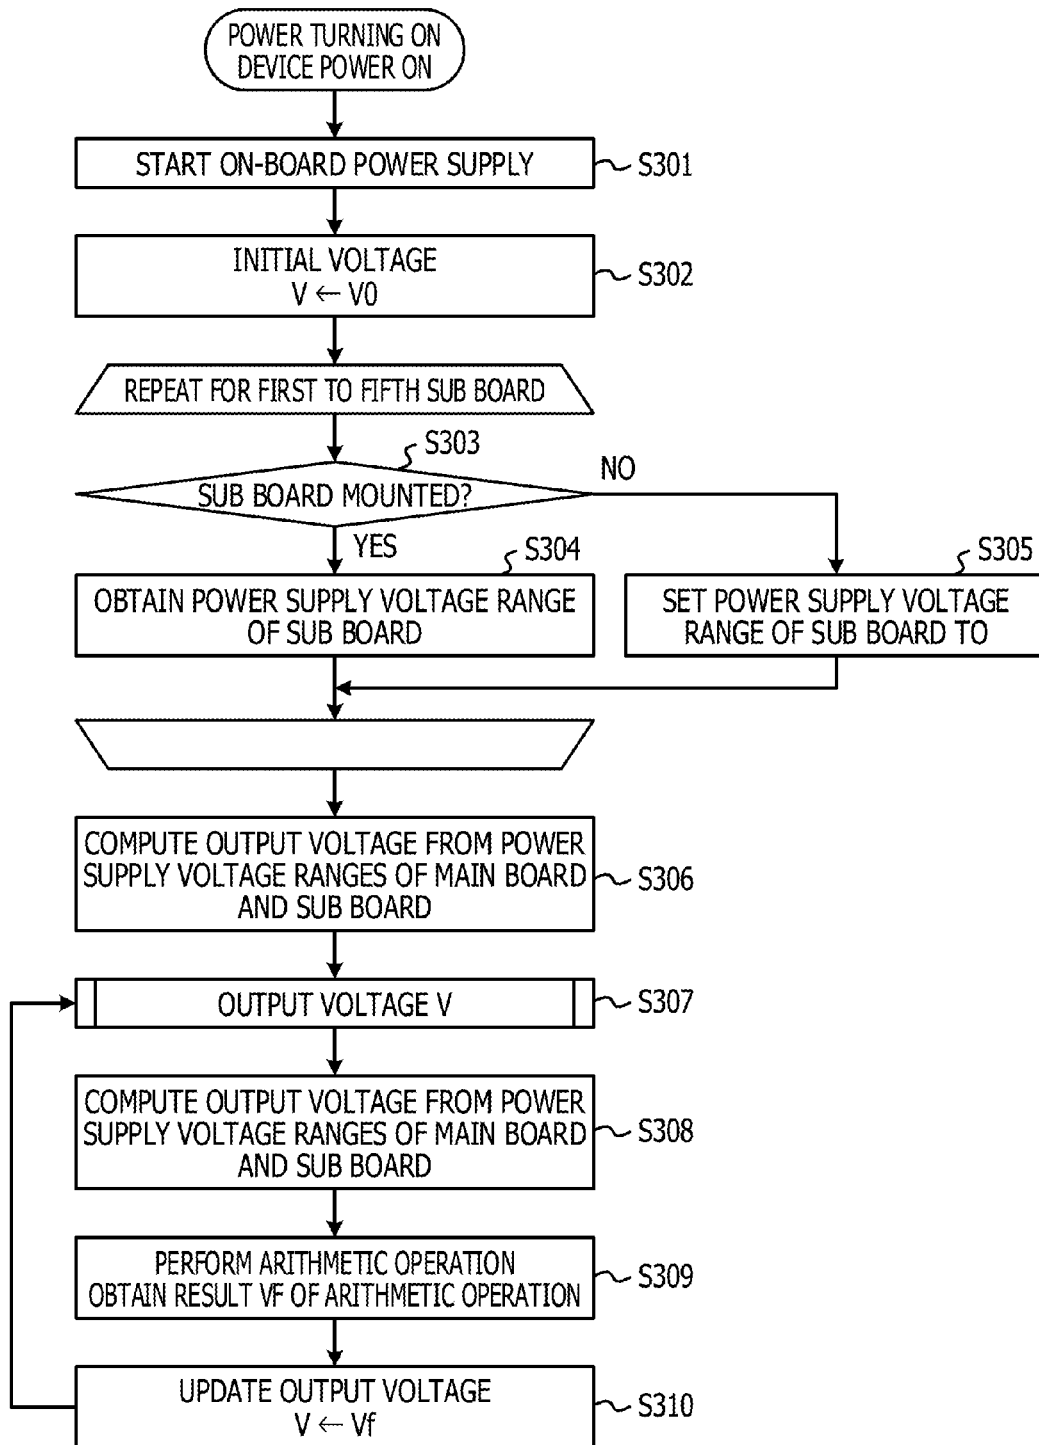 POWER TURNING ON
DEVICE POWER ON
START ON-BOARD POWER SUPPLY
S301
INITIAL VOLTAGE
V ← V0
S302
REPEAT FOR FIRST TO FIFTH SUB BOARD
S303
SUB BOARD MOUNTED?
NO
YES
S304
OBTAIN POWER SUPPLY VOLTAGE RANGE
OF SUB BOARD
S305
SET POWER SUPPLY VOLTAGE
RANGE OF SUB BOARD TO
COMPUTE OUTPUT VOLTAGE FROM POWER
SUPPLY VOLTAGE RANGES OF MAIN BOARD
AND SUB BOARD
S306
OUTPUT VOLTAGE V
S307
COMPUTE OUTPUT VOLTAGE FROM POWER
SUPPLY VOLTAGE RANGES OF MAIN BOARD
AND SUB BOARD
S308
PERFORM ARITHMETIC OPERATION
OBTAIN RESULT Vf OF ARITHMETIC OPERATION
S309
UPDATE OUTPUT VOLTAGE
V ← Vf
S310